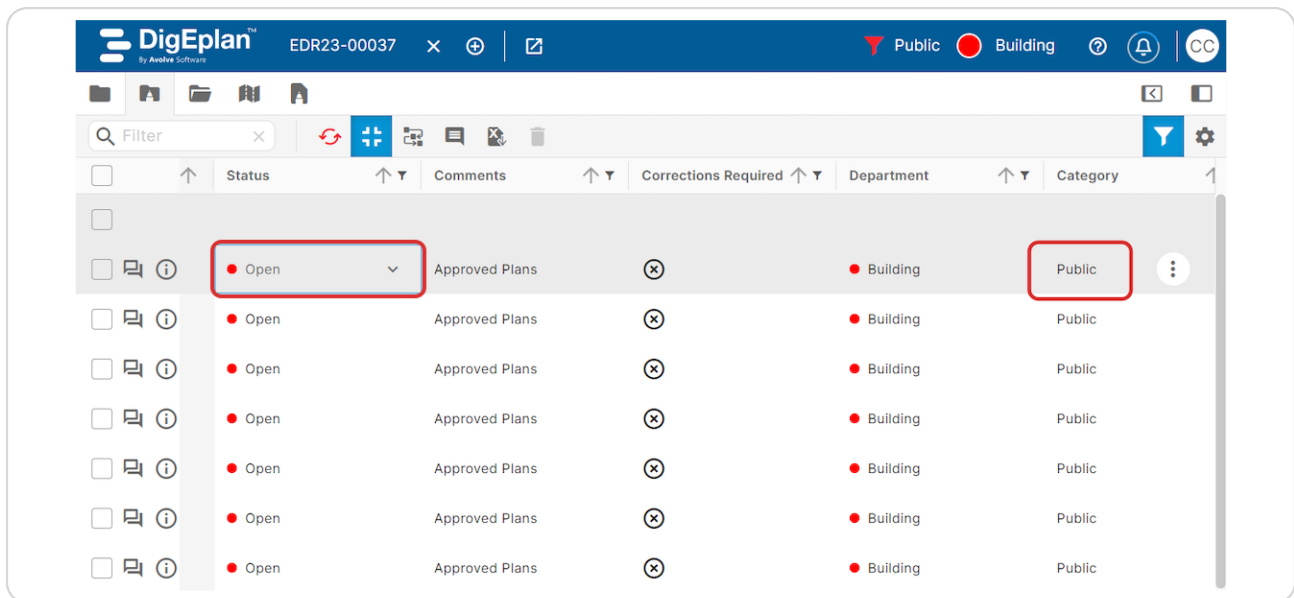 DigEplan™ EDR23-00037 Public Building CC
By Avolve Software
Filter
Status Comments Corrections Required Department Category
Open Approved Plans Building Public
Open Approved Plans Building Public
Open Approved Plans Building Public
Open Approved Plans Building Public
Open Approved Plans Building Public
Open Approved Plans Building Public
Open Approved Plans Building Public